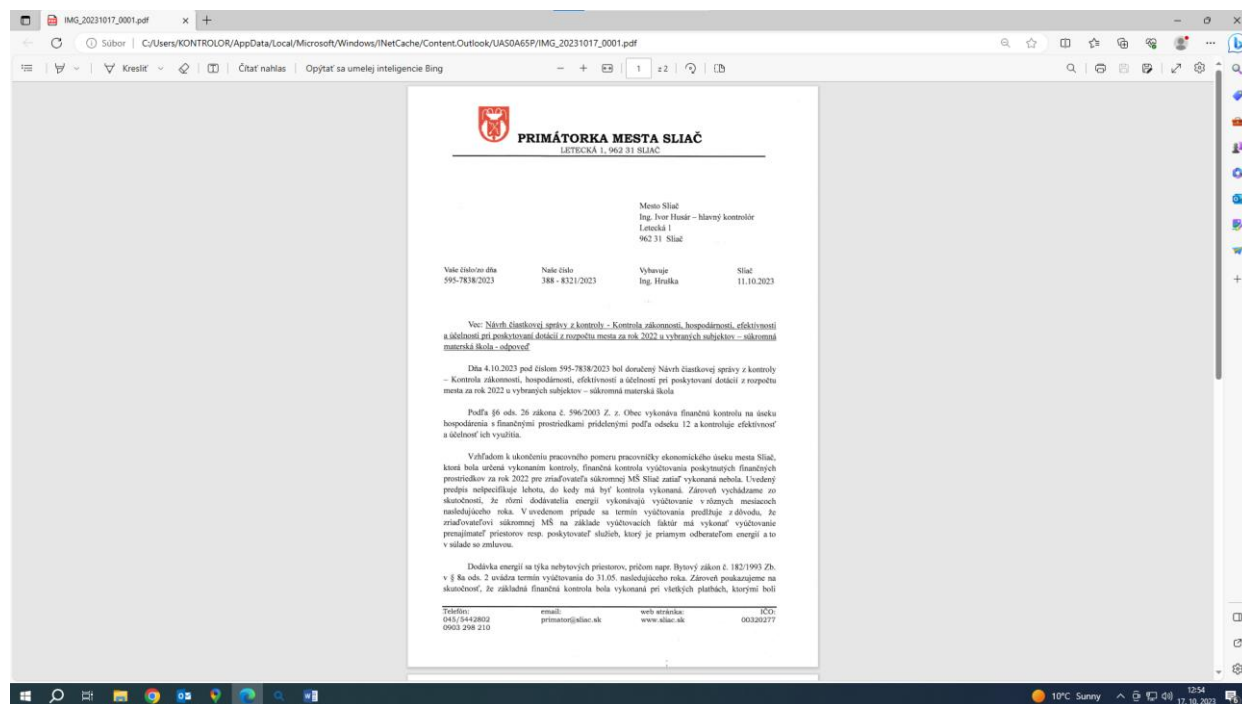 IMG_20231017_0001.pdf
Súbor
C:/Users/KONTROLOR/AppData/Local/Microsoft/Windows/INetCache/Content.Outlook/UAS0A65P/IMG_20231017_0001.pdf
Kresliť
Čítať nahlas
Opýtať sa umelej inteligencie Bing
1
z 2
PRIMÁTORKA MESTA SLIAČ
LETECKÁ 1, 962 31 SLIAČ
Mesto Sliač
Ing. Ivor Husár – hlavný kontrolór
Letecká 1
962 31 Sliač
Vaše číslo/zo dňa Naše číslo Vybavuje Sliač
595-7838/2023 388 - 8321/2023 Ing. Hruška 11.10.2023
Vec: Návrh čiastkovej správy z kontroly - Kontrola zákonnosti, hospodárnosti, efektívnosti
a účelnosti pri poskytovaní dotácií z rozpočtu mesta za rok 2022 u vybraných subjektov – súkromná
materská škola - odpoveď
Dňa 4.10.2023 pod číslom 595-7838/2023 bol doručený Návrh čiastkovej správy z kontroly
– Kontrola zákonnosti, hospodárnosti, efektívnosti a účelnosti pri poskytovaní dotácií z rozpočtu
mesta za rok 2022 u vybraných subjektov – súkromná materská škola
Podľa §6 ods. 26 zákona č. 596/2003 Z. z. Obec vykonáva finančnú kontrolu na úseku
hospodárenia s finančnými prostriedkami pridelenými podľa odseku 12 a kontroluje efektívnosť
a účelnosť ich využitia.
Vzhľadom k ukončeniu pracovného pomeru pracovníčky ekonomického úseku mesta Sliač,
ktorá bola určená vykonaním kontroly, finančná kontrola vyúčtovania poskytnutých finančných
prostriedkov za rok 2022 pre zriaďovateľa súkromnej MŠ Sliač zatiaľ vykonaná nebola. Uvedený
predpis nešpecifikuje lehotu, do kedy má byť kontrola vykonaná. Zároveň vychádzame zo
skutočnosti, že rôzni dodávatelia energií vykonávajú vyúčtovanie v rôznych mesiacoch
nasledujúceho roka. V uvedenom prípade sa termín vyúčtovania predlžuje z dôvodu, že
zriaďovateľovi súkromnej MŠ na základe vyúčtovacích faktúr má vykonať vyúčtovanie
prenajímateľ priestorov resp. poskytovateľ služieb, ktorý je priamym odberateľom energií a to
v súlade so zmluvou.
Dodávka energií sa týka nebytových priestorov, pričom napr. Bytový zákon č. 182/1993 Zb.
v § 8a ods. 2 uvádza termín vyúčtovania do 31.05. nasledujúceho roka. Zároveň poukazujeme na
skutočnosť, že základná finančná kontrola bola vykonaná pri všetkých platbách, ktorými boli
Telefón: email: web stránka: IČO:
045/5442802 primator@sliac.sk www.sliac.sk 00320277
0903 298 210
10°C Sunny
12:54
17. 10. 2023